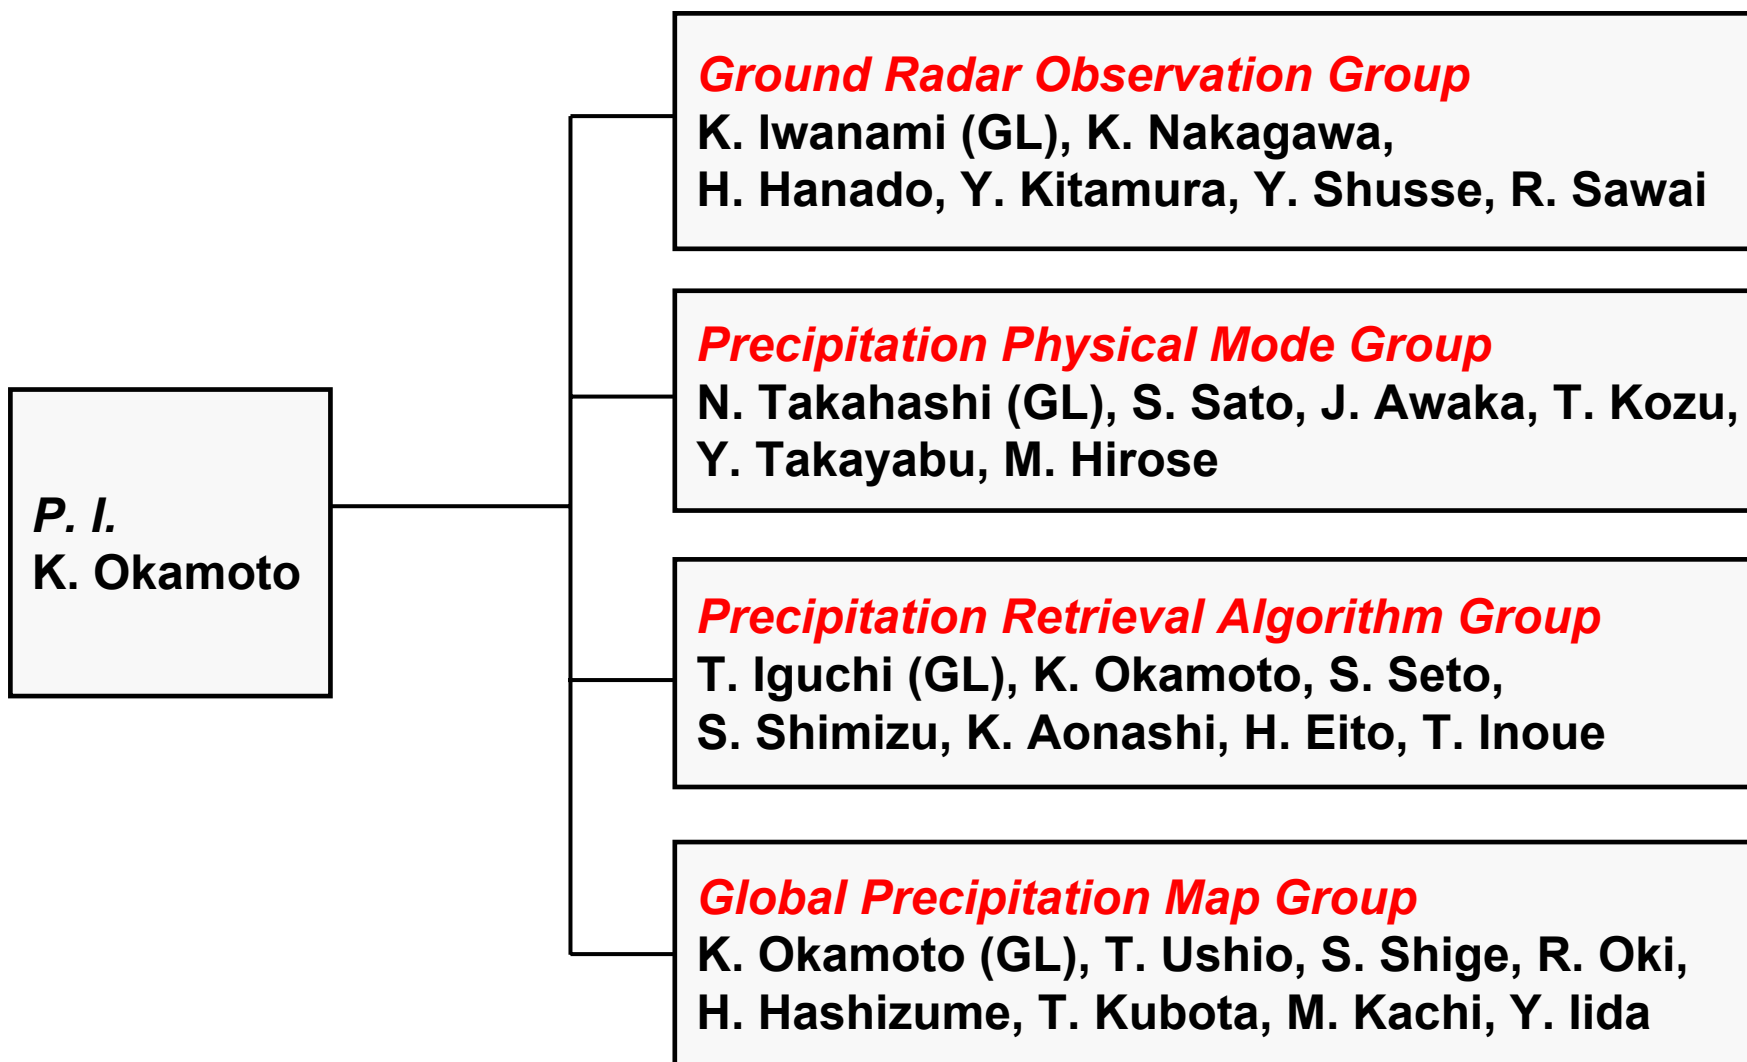 Ground Radar Observation Group
K. Iwanami (GL), K. Nakagawa,
H. Hanado, Y. Kitamura, Y. Shusse, R. Sawai
Precipitation Physical Mode Group
N. Takahashi (GL), S. Sato, J. Awaka, T. Kozu,
Y. Takayabu, M. Hirose
P. I.
K. Okamoto
Precipitation Retrieval Algorithm Group
T. Iguchi (GL), K. Okamoto, S. Seto,
S. Shimizu, K. Aonashi, H. Eito, T. Inoue
Global Precipitation Map Group
K. Okamoto (GL), T. Ushio, S. Shige, R. Oki,
H. Hashizume, T. Kubota, M. Kachi, Y. Iida